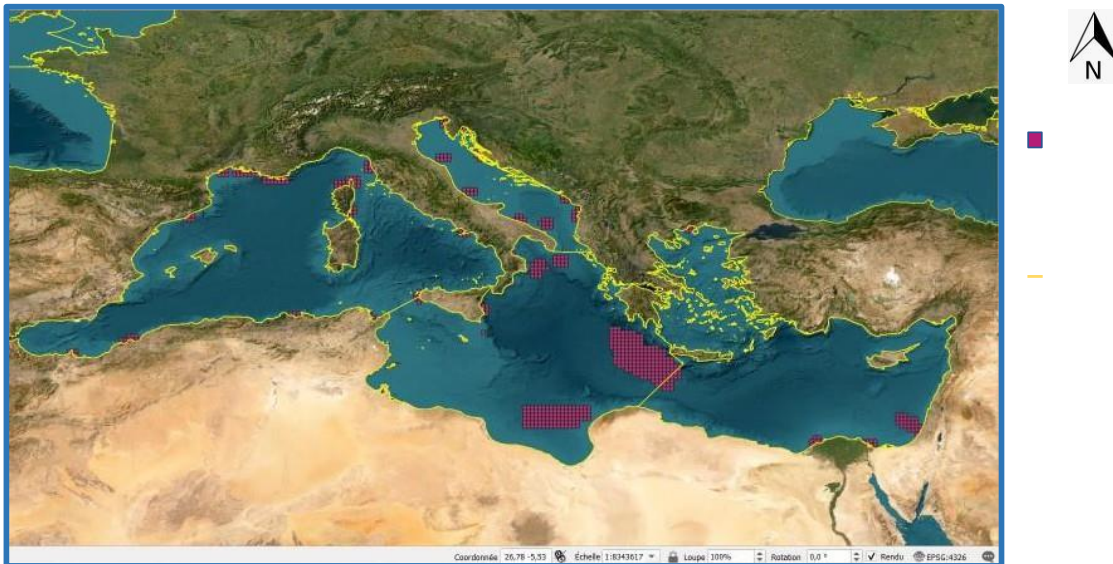 N
Coordonnée 26,78 -5,53 Échelle 1:8343617 Loupe 100% Rotation 0,0 ° ✓ Rendu EPSG:4326